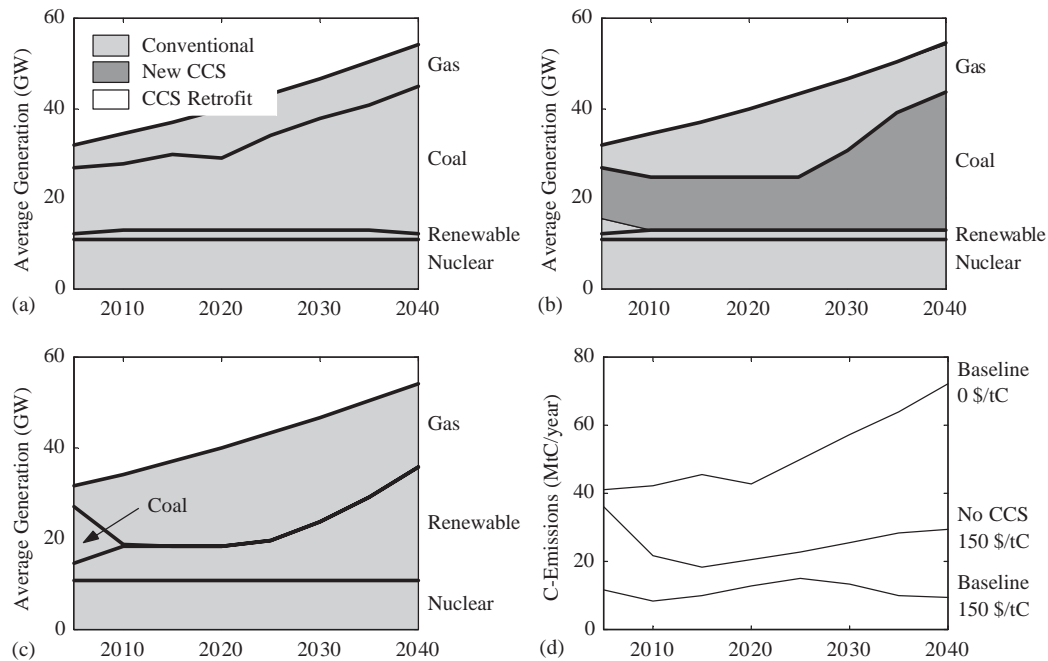 60
40
20
0
Average Generation (GW)
Conventional
New CCS
CCS Retrofit
Gas
Coal
Renewable
Nuclear
(a)
2010 2020 2030 2040
60
40
20
0
Average Generation (GW)
Gas
Coal
Renewable
Nuclear
(b)
2010 2020 2030 2040
60
40
20
0
Average Generation (GW)
Coal
Gas
Renewable
Nuclear
(c)
2010 2020 2030 2040
80
60
40
20
0
C-Emissions (MtC/year)
Baseline
0 $/tC
No CCS
150 $/tC
Baseline
150 $/tC
(d)
2010 2020 2030 2040